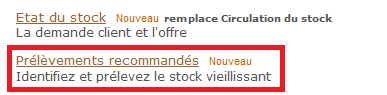 Etat du stock Nouveau remplace Circulation du stock
La demande client et l'offre
Prélèvements recommandés Nouveau
Identifiez et prélevez le stock vieillissant